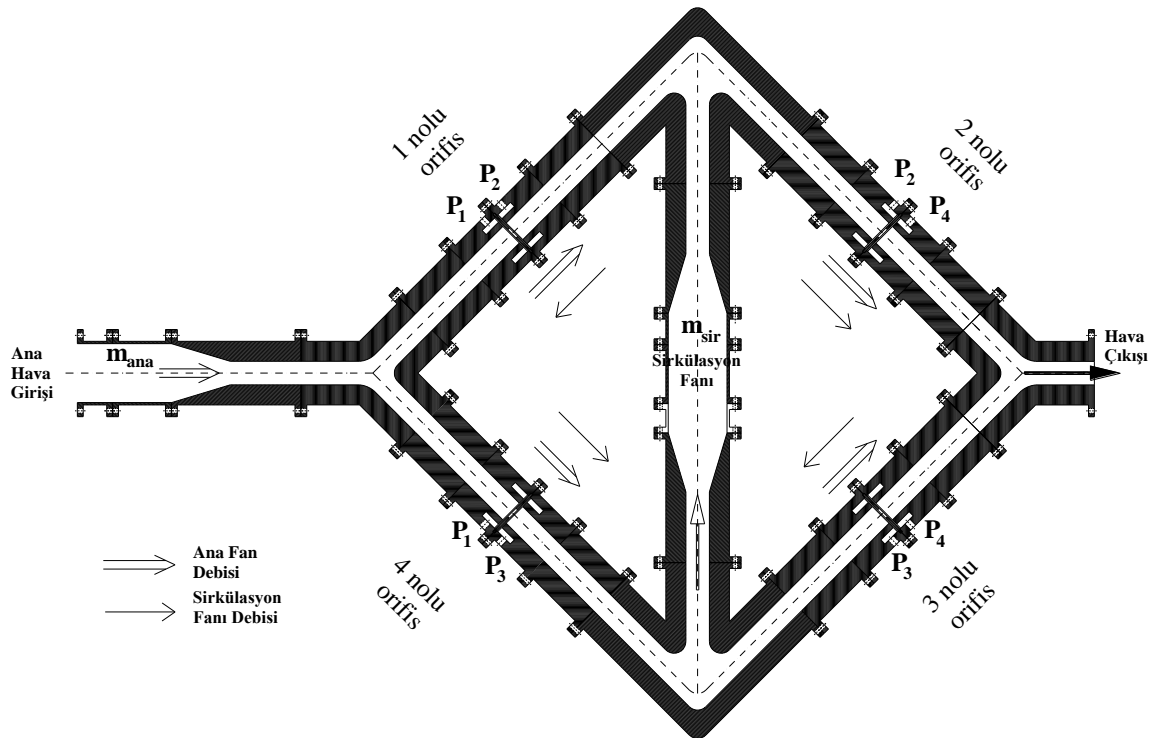 1 nolu
orifis
2 nolu
orifis
P2
P1
P2
P4
Ana
Hava
Girişi
mana
msir
Sirkülasyon
Fanı
Hava
Çıkışı
P1
P3
P4
P3
4 nolu
orifis
3 nolu
orifis
Ana Fan
Debisi
Sirkülasyon
Fanı Debisi